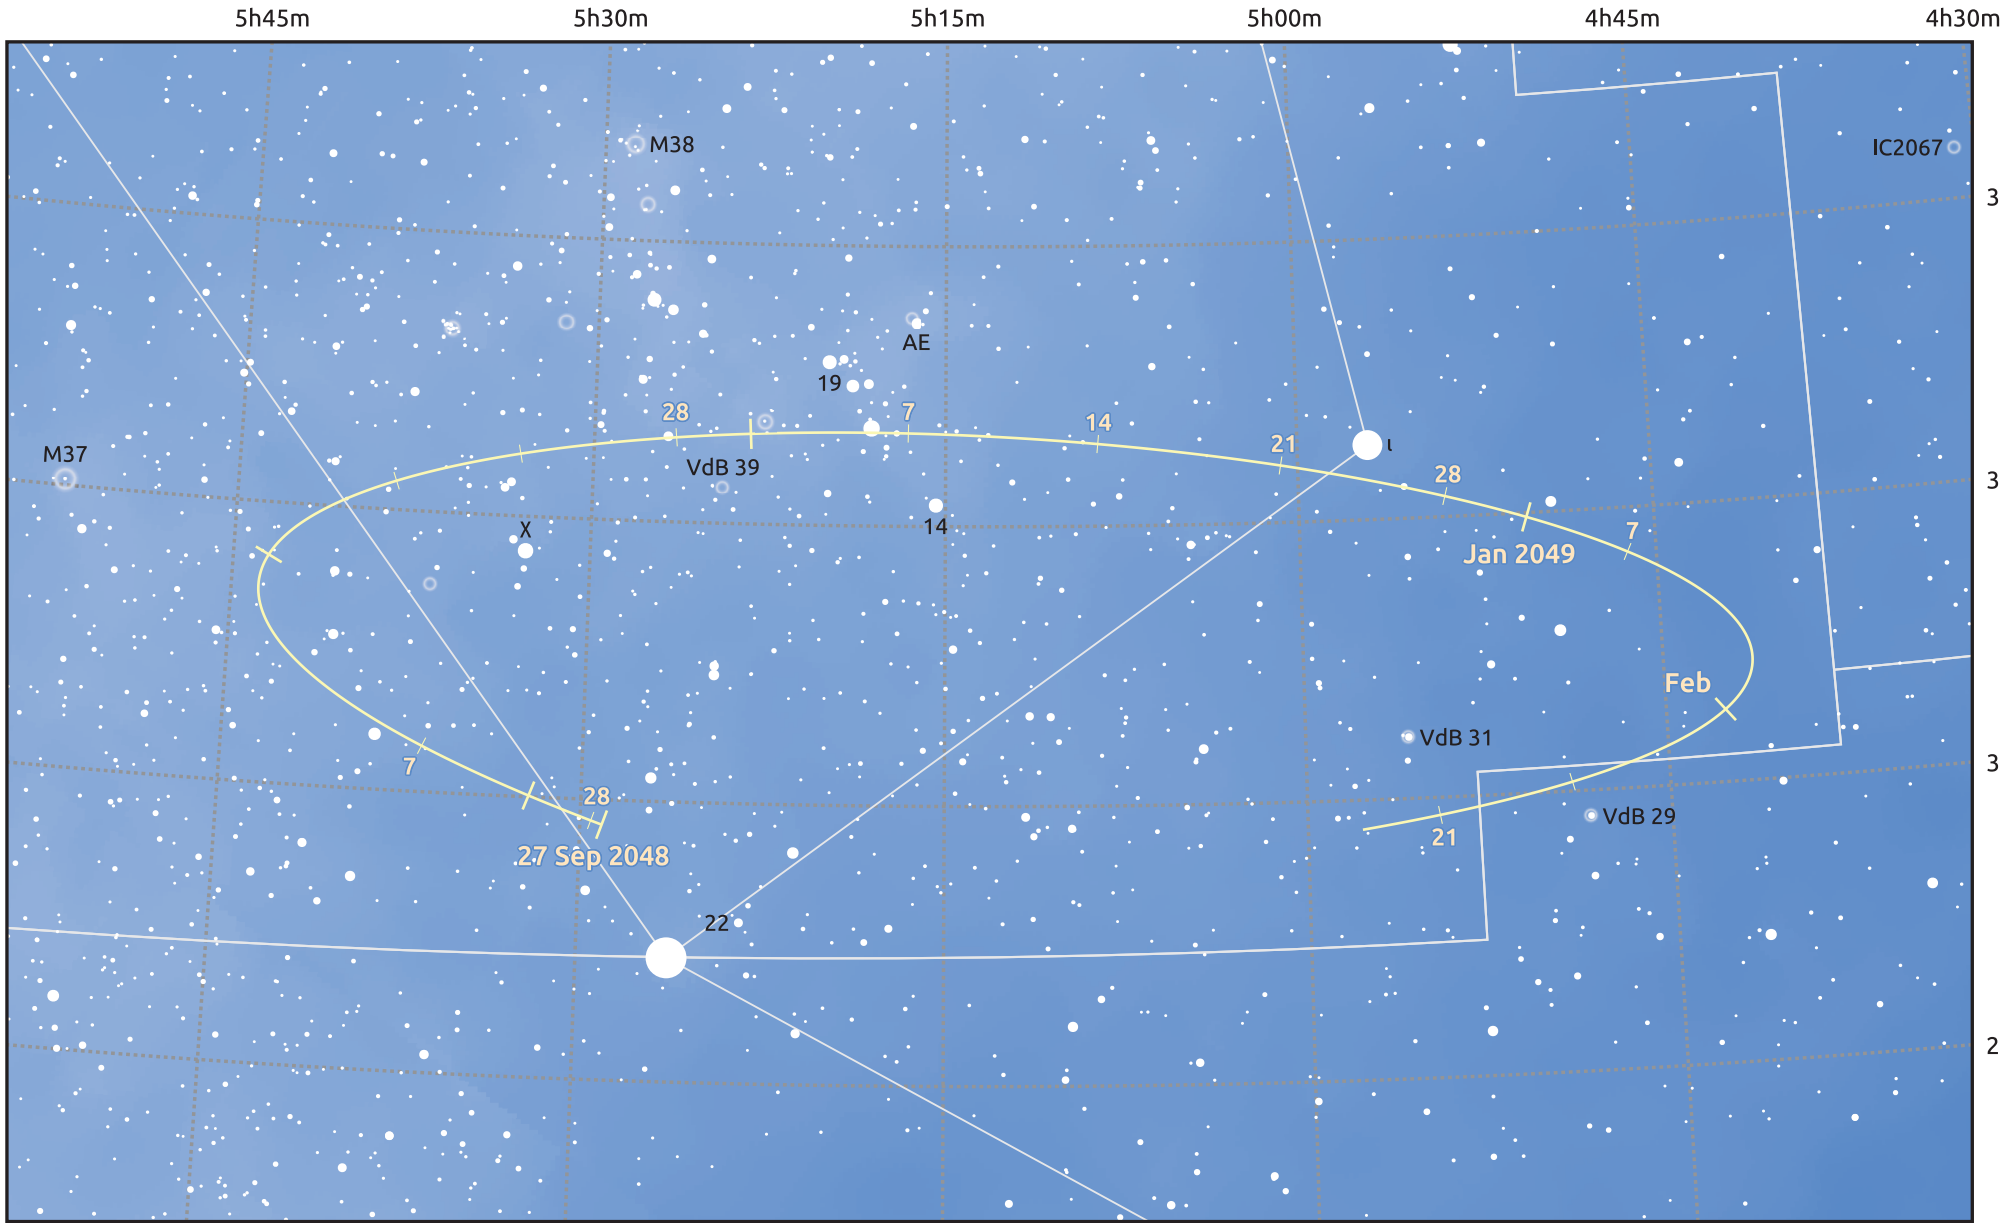 5h45m 5h30m 5h15m 5h00m 4h45m 4h30m
M38
IC2067
3
AE
19
28 7 14 21 ι
M37
VdB 39 28
3
X 14 7
Jan 2049
Feb
VdB 31
7
3
28
VdB 29
21
27 Sep 2048
22
2